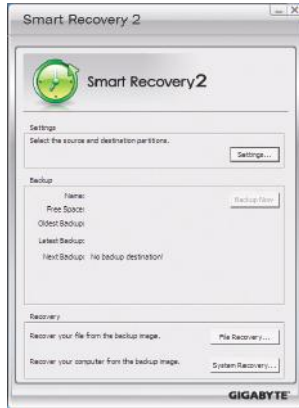 Smart Recovery 2
Smart Recovery2
Settings
Select the source and destination partitions.
Settings...
Backup
Name:
Backup Now
Free Space:
Oldest Backup:
Latest Backup:
Next Backup: No backup destination!
Recovery
Recover your file from the backup image.
File Recovery...
Recover your computer from the backup image.
System Recovery...
GIGABYTE